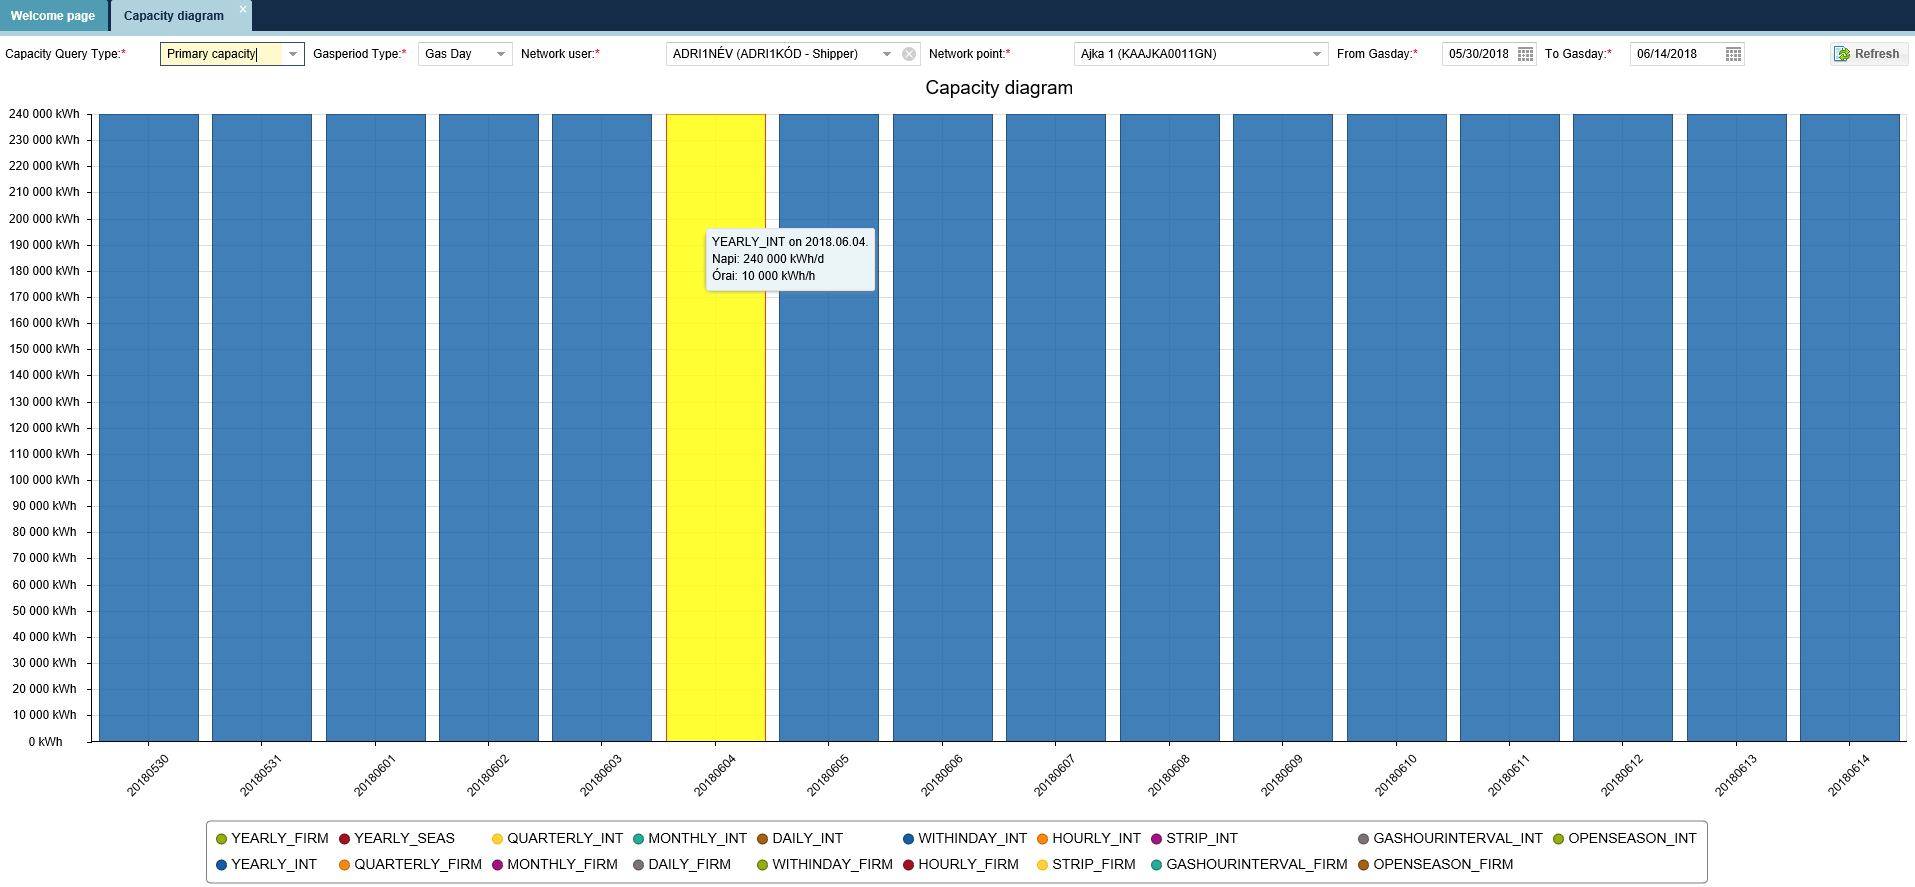 Welcome page Capacity diagram
Capacity Query Type:* Primary capacity Gasperiod Type:* Gas Day Network user:* ADRI1NÉV (ADRI1KÓD - Shipper) Network point:* Ajka 1 (KAAJKA0011GN) From Gasday:* 05/30/2018 To Gasday:* 06/14/2018 Refresh
Capacity diagram
240 000 kWh
230 000 kWh
220 000 kWh
210 000 kWh
200 000 kWh
190 000 kWh
180 000 kWh
170 000 kWh
160 000 kWh
150 000 kWh
140 000 kWh
130 000 kWh
120 000 kWh
110 000 kWh
100 000 kWh
90 000 kWh
80 000 kWh
70 000 kWh
60 000 kWh
50 000 kWh
40 000 kWh
30 000 kWh
20 000 kWh
10 000 kWh
0 kWh
YEARLY_INT on 2018.06.04.
Napi: 240 000 kWh/d
Órai: 10 000 kWh/h
20180530 20180531 20180601 20180602 20180603 20180604 20180605 20180606 20180607 20180608 20180609 20180610 20180611 20180612 20180613 20180614
YEARLY_FIRM YEARLY_SEAS QUARTERLY_INT MONTHLY_INT DAILY_INT WITHINDAY_INT HOURLY_INT STRIP_INT GASHOURINTERVAL_INT OPENSEASON_INT
YEARLY_INT QUARTERLY_FIRM MONTHLY_FIRM DAILY_FIRM WITHINDAY_FIRM HOURLY_FIRM STRIP_FIRM GASHOURINTERVAL_FIRM OPENSEASON_FIRM